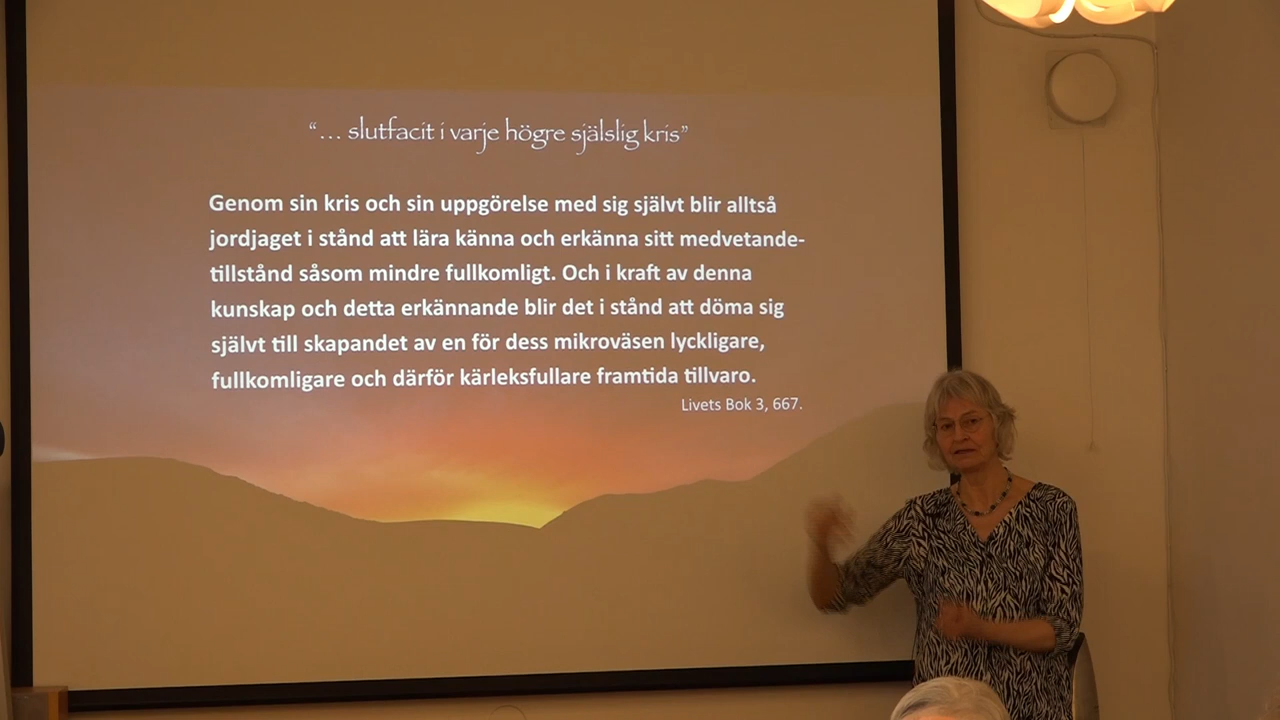 “… slutfacit i varje högre själslig kris”
Genom sin kris och sin uppgörelse med sig självt blir alltså
jordjaget i stånd att lära känna och erkänna sitt medvetande-
tillstånd såsom mindre fullkomligt. Och i kraft av denna
kunskap och detta erkännande blir det i stånd att döma sig
självt till skapandet av en för dess mikroväsen lyckligare,
fullkomligare och därför kärleksfullare framtida tillvaro.
Livets Bok 3, 667.